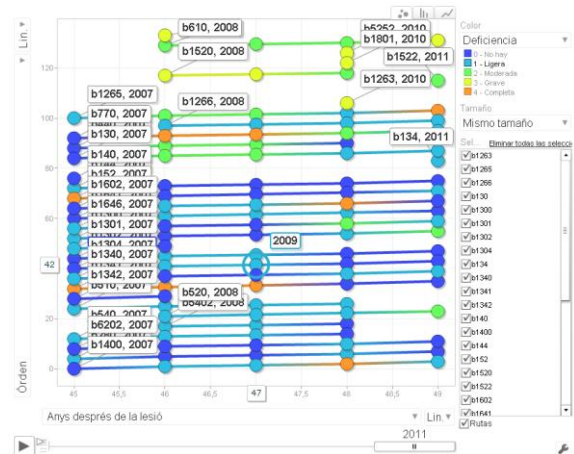 Lin.
Órden
b610, 2008
b1520, 2008
b5252, 2010
b1801, 2010
b1522, 2011
b1263, 2010
b1265, 2007
b1266, 2008
b770, 2007
b130, 2007
b134, 2011
b140, 2007
b152, 2007
b1602, 2007
b1646, 2007
b1301, 2007
b1304, 2007
b1340, 2007
2009
b1342, 2007
b520, 2008
b5402, 2008
b540, 2007
b6202, 2007
b1400, 2007
100
80
60
42
20
0
45
45,5
46
46,5
47
47,5
48
48,5
49
Anys després de la lesió
Lin.
2011
Color
Deficiencia
0 - No hay
1 - Ligera
2 - Moderada
3 - Grave
4 - Completa
Tamaño
Mismo tamaño
Sel...
Eliminar todas las selecci
b1263
b1265
b1266
b130
b1300
b1301
b1302
b1304
b134
b1340
b1341
b1342
b140
b1400
b144
b152
b1520
b1522
b1602
b1641
Rutas